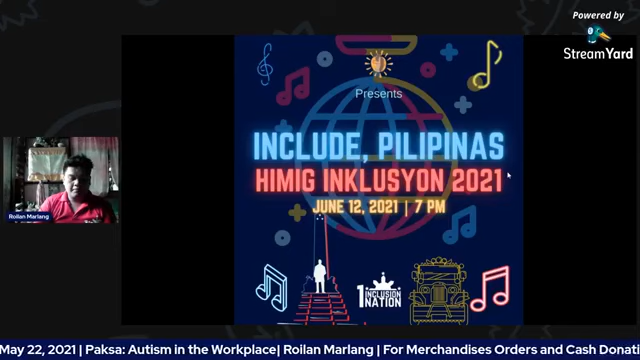 Powered by
StreamYard
Presents
INCLUDE, PILIPINAS
HIMIG INKLUSYON 2021
JUNE 12, 2021 | 7 PM
Roilan Marlang
1 INCLUSION
NATION
May 22, 2021 | Paksa: Autism in the Workplace| Roilan Marlang | For Merchandises Orders and Cash Donati